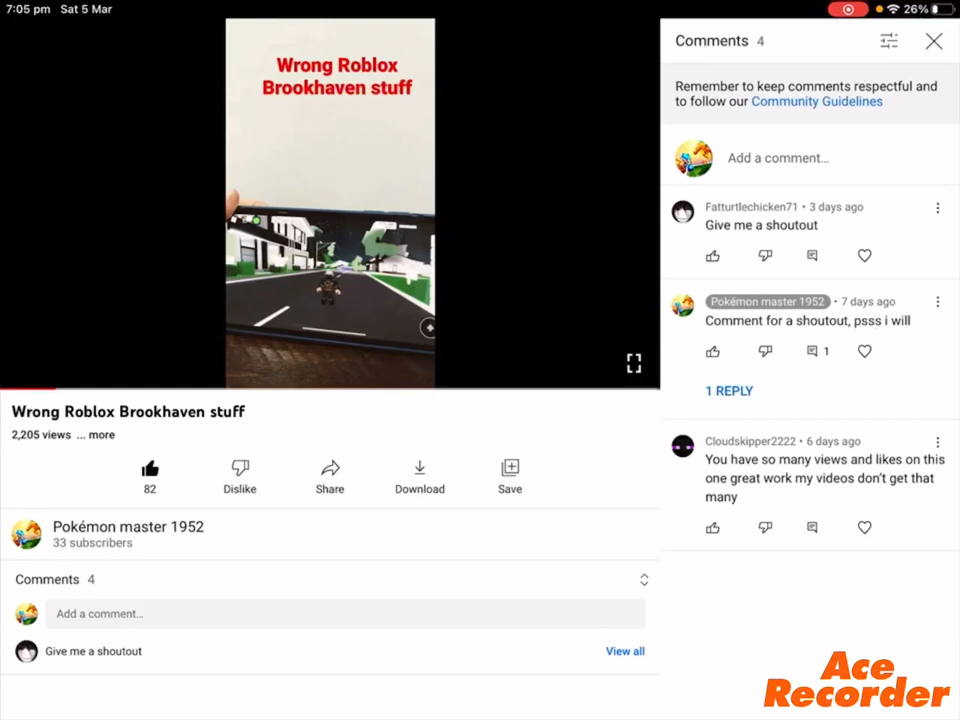 7:05 pm Sat 5 Mar
26%
Wrong Roblox
Brookhaven stuff
Wrong Roblox Brookhaven stuff
2,205 views ... more
82
Dislike
Share
Download
Save
Pokémon master 1952
33 subscribers
Comments 4
Add a comment...
Give me a shoutout
View all
Comments 4
Remember to keep comments respectful and
to follow our Community Guidelines
Add a comment...
Fatturtlechicken71 • 3 days ago
Give me a shoutout
Pokémon master 1952 • 7 days ago
Comment for a shoutout, psss i will
1
1 REPLY
Cloudskipper2222 • 6 days ago
You have so many views and likes on this
one great work my videos don't get that
many
Ace
Recorder